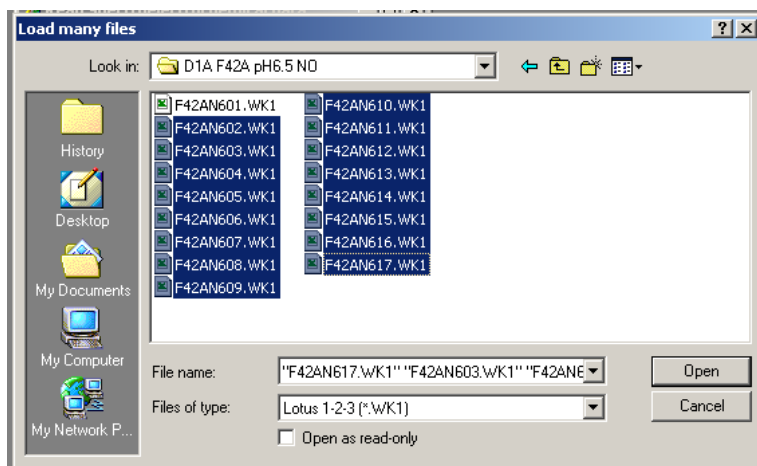 Load many files
Look in: D1A F42A pH6.5 NO
History
Desktop
My Documents
My Computer
My Network P...
F42AN601.WK1
F42AN602.WK1
F42AN603.WK1
F42AN604.WK1
F42AN605.WK1
F42AN606.WK1
F42AN607.WK1
F42AN608.WK1
F42AN609.WK1
F42AN610.WK1
F42AN611.WK1
F42AN612.WK1
F42AN613.WK1
F42AN614.WK1
F42AN615.WK1
F42AN616.WK1
F42AN617.WK1
File name: "F42AN617.WK1" "F42AN603.WK1" "F42ANE Open
Files of type: Lotus 1-2-3 (*.WK1) Cancel
Open as read-only